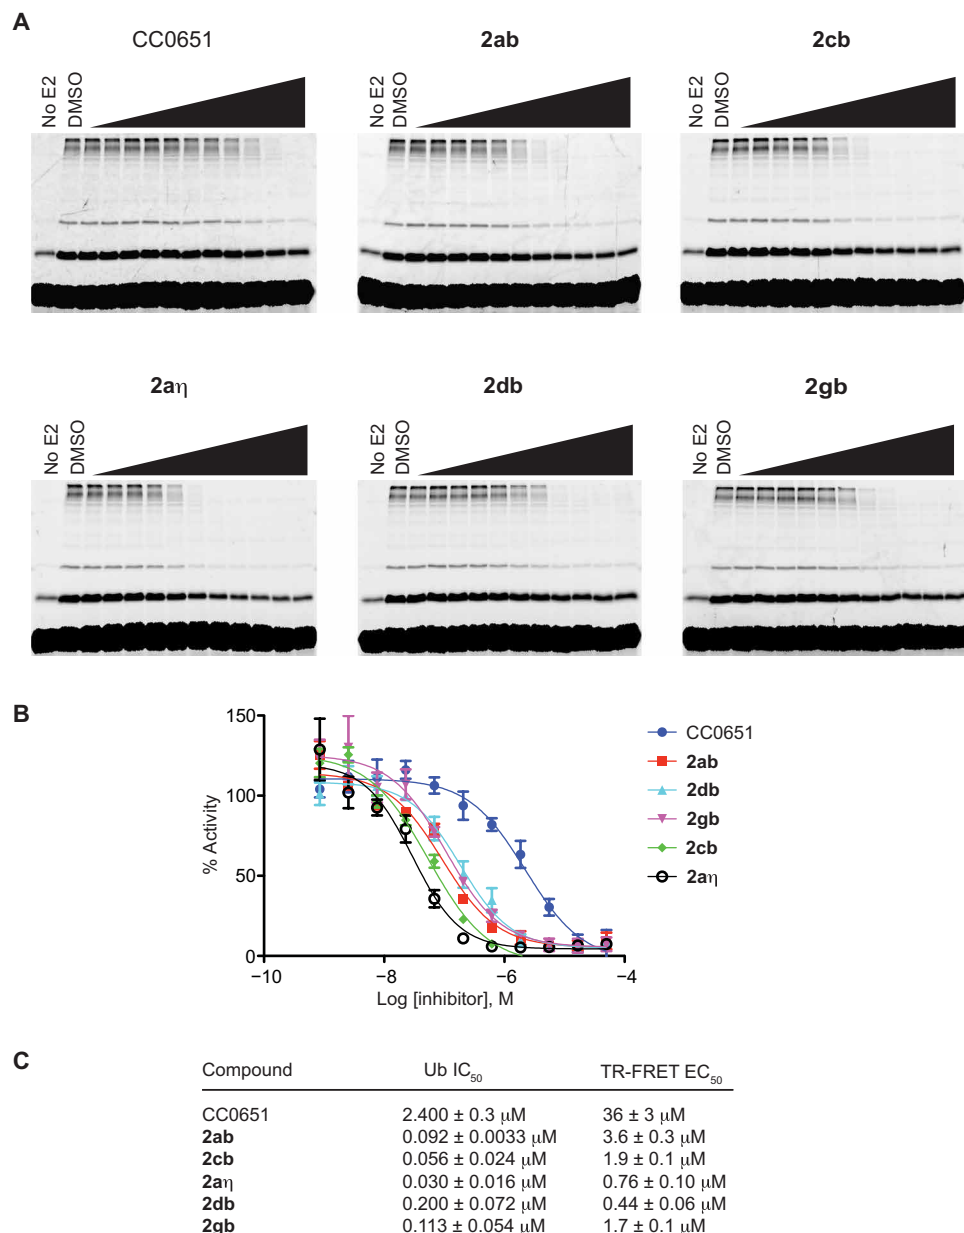 A
CC0651 2ab 2cb
No E2 DMSO No E2 DMSO No E2 DMSO
2aη 2db 2gb
No E2 DMSO No E2 DMSO No E2 DMSO
B
150
100
50
0
% Activity
−10 −8 −6 −4
Log [inhibitor], M
CC0651
2ab
2db
2gb
2cb
2aη
C
Compound Ub IC50 TR-FRET EC50
CC0651 2.400 ± 0.3 μM 36 ± 3 μM
2ab 0.092 ± 0.0033 μM 3.6 ± 0.3 μM
2cb 0.056 ± 0.024 μM 1.9 ± 0.1 μM
2aη 0.030 ± 0.016 μM 0.76 ± 0.10 μM
2db 0.200 ± 0.072 μM 0.44 ± 0.06 μM
2gb 0.113 ± 0.054 μM 1.7 ± 0.1 μM